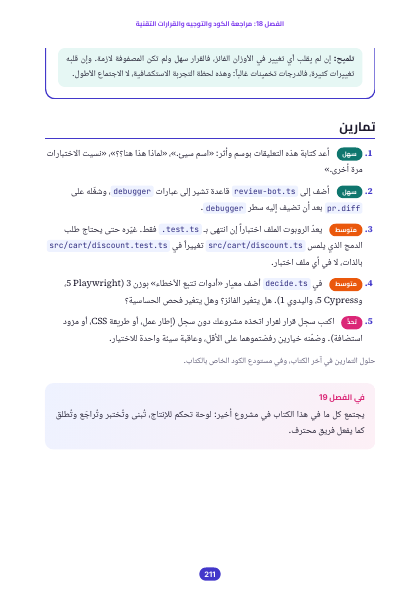 الفصل 18: مراجعة الكود والتوجيه والقرارات التقنية
تلميح: إن لم يقلب أي تغيير في الأوزان الفائز، فالقرار سهل ولم تكن المصفوفة لازمة. وإن قلبه
تغييرات كثيرة، فالدرجات تخمينات غالبًا: وهذه لحظة التجربة الاستكشافية، لا الاجتماع الأطول.
تمارين
1. سهل أعد كتابة هذه التعليقات بوسم وأثر: «اسم سيئ.»، «لماذا هذا هنا؟؟»، «نسيت الاختبارات
مرة أخرى.»
2. سهل أضف إلى review-bot.ts قاعدة تشير إلى عبارات debugger، وشغّله على
pr.diff بعد أن تضيف إليه سطر debugger.
3. متوسط يعدّ الروبوت الملف اختبارًا إن انتهى بـ .test.ts فقط. غيّره حتى يحتاج طلب
الدمج الذي يلمس src/cart/discount.ts تغييرًا في src/cart/discount.test.ts
بالذات، لا في أي ملف اختبار.
4. متوسط في decide.ts أضف معيار «أدوات تتبع الأخطاء» بوزن 3 (Playwright 5،
وCypress 5، واليدوي 1). هل يتغير الفائز؟ وهل يتغير فحص الحساسية؟
5. تحدٍّ اكتب سجل قرار لقرار اتخذه مشروعك دون سجل (إطار عمل، أو طريقة CSS، أو مزود
استضافة). وضمّنه خيارين رفضتموهما على الأقل، وعاقبة سيئة واحدة للاختيار.
حلول التمارين في آخر الكتاب، وفي مستودع الكود الخاص بالكتاب.
في الفصل 19
يجتمع كل ما في هذا الكتاب في مشروع أخير: لوحة تحكم للإنتاج، تُبنى وتُختبر وتُراجَع وتُطلق
كما يفعل فريق محترف.
211